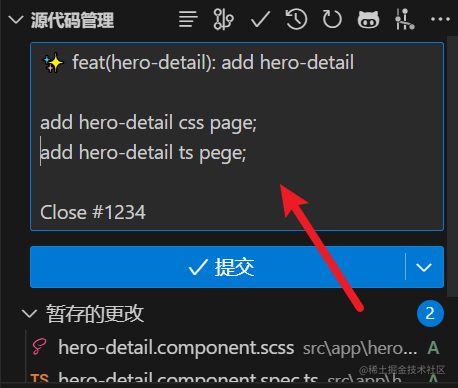 源代码管理
✨ feat(hero-detail): add hero-detail
add hero-detail css page;
add hero-detail ts pege;
Close #1234
提交
暂存的更改 2
hero-detail.component.scss src\app\hero... A
TS hero-detail.component.spec.ts src\app\he... A
@稀土掘金技术社区